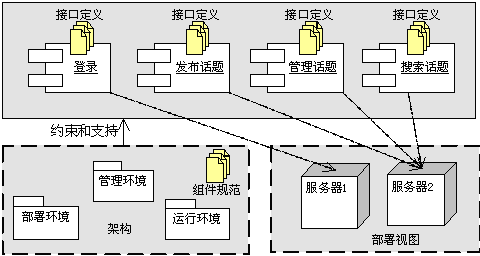 接口定义 接口定义 接口定义 接口定义
登录 发布话题 管理话题 搜索话题
约束和支持
管理环境
组件规范
部署环境
运行环境
架构
服务器1 服务器2
部署视图